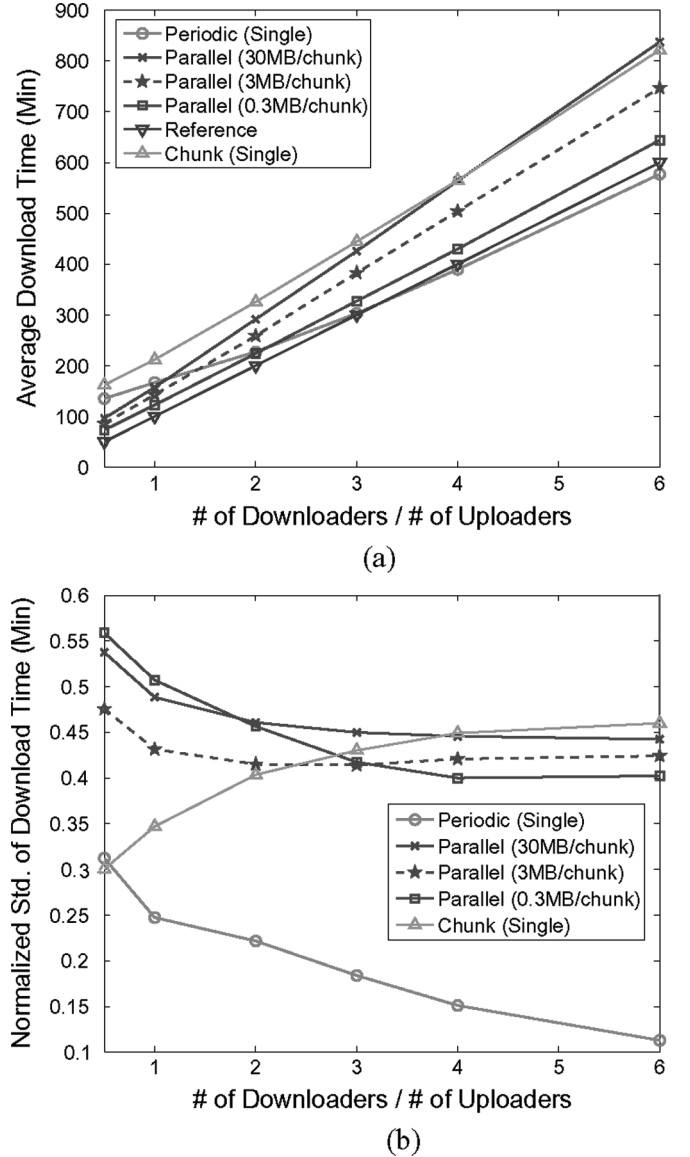 900
800
700
600
500
400
300
200
100
0
Average Download Time (Min)
Periodic (Single)
Parallel (30MB/chunk)
Parallel (3MB/chunk)
Parallel (0.3MB/chunk)
Reference
Chunk (Single)
1 2 3 4 5 6
# of Downloaders / # of Uploaders
(a)
0.6
0.55
0.5
0.45
0.4
0.35
0.3
0.25
0.2
0.15
0.1
Normalized Std. of Download Time (Min)
Periodic (Single)
Parallel (30MB/chunk)
Parallel (3MB/chunk)
Parallel (0.3MB/chunk)
Chunk (Single)
1 2 3 4 5 6
# of Downloaders / # of Uploaders
(b)